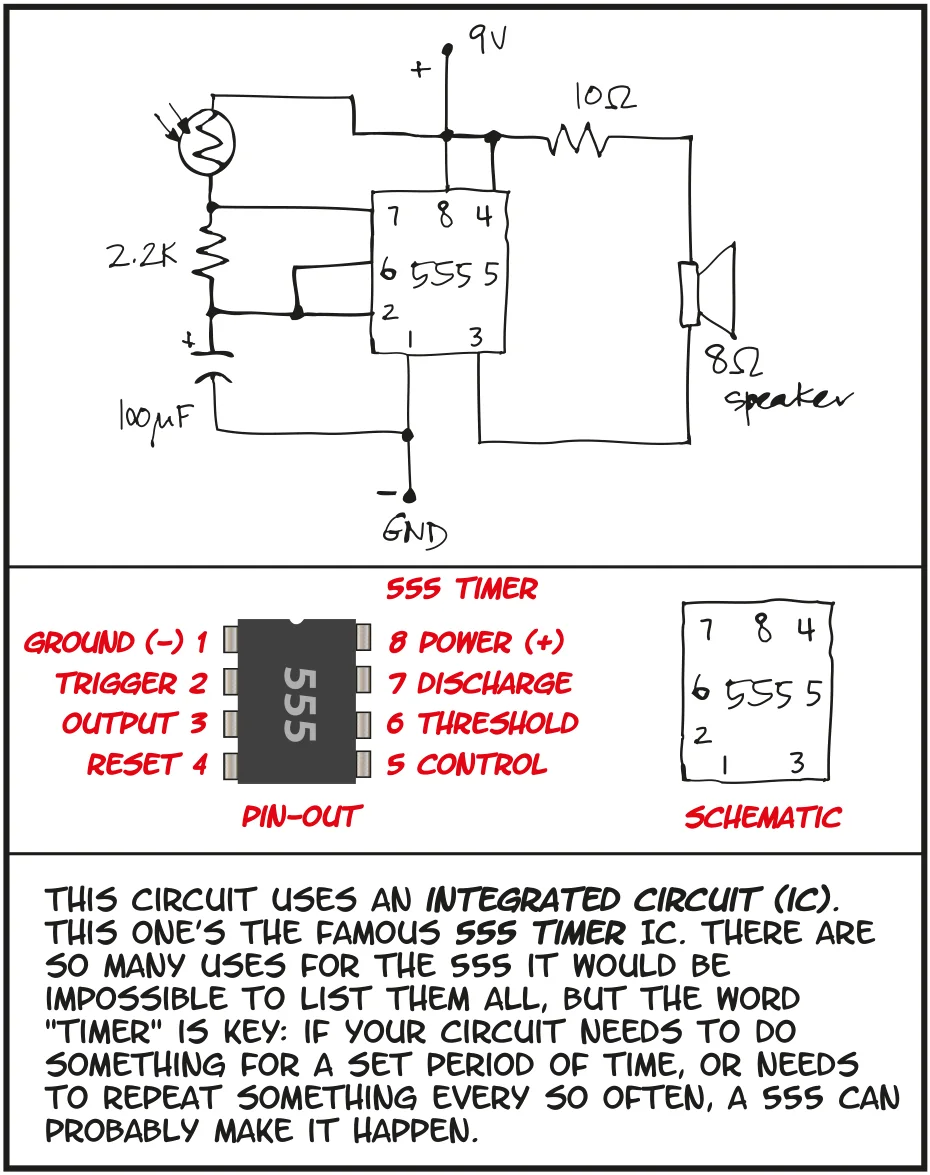 9V
+
10Ω
7 8 4
2.2K
6 555 5
2
+
1 3
8Ω
speaker
100µF
-
GND
555 TIMER
GROUND (-) 1
TRIGGER 2
OUTPUT 3
RESET 4
555
8 POWER (+)
7 DISCHARGE
6 THRESHOLD
5 CONTROL
PIN-OUT
7 8 4
6 555 5
2
1 3
SCHEMATIC
THIS CIRCUIT USES AN INTEGRATED CIRCUIT (IC).
THIS ONE'S THE FAMOUS 555 TIMER IC. THERE ARE
SO MANY USES FOR THE 555 IT WOULD BE
IMPOSSIBLE TO LIST THEM ALL, BUT THE WORD
"TIMER" IS KEY: IF YOUR CIRCUIT NEEDS TO DO
SOMETHING FOR A SET PERIOD OF TIME, OR NEEDS
TO REPEAT SOMETHING EVERY SO OFTEN, A 555 CAN
PROBABLY MAKE IT HAPPEN.